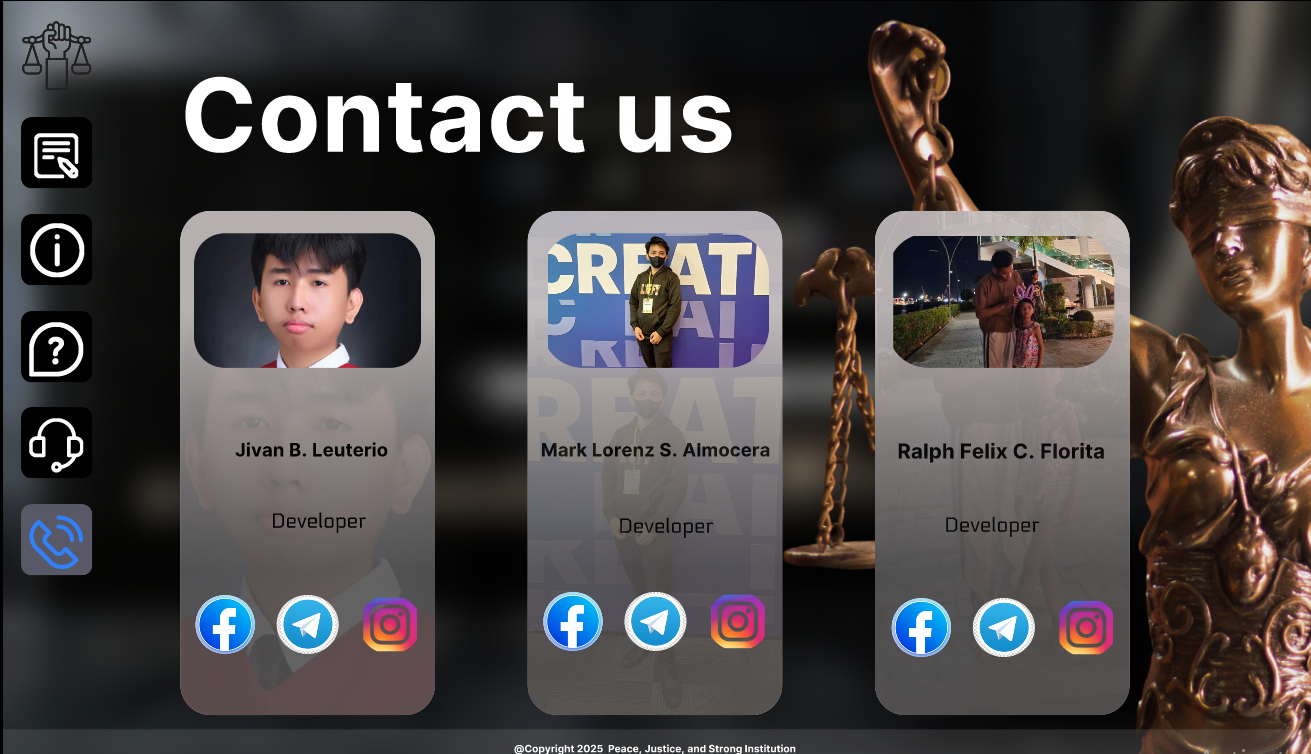 Contact us
CREATI
Jivan B. Leuterio
Mark Lorenz S. Almocera
Ralph Felix C. Florita
Developer
Developer
Developer
@Copyright 2025 Peace, Justice, and Strong Institution